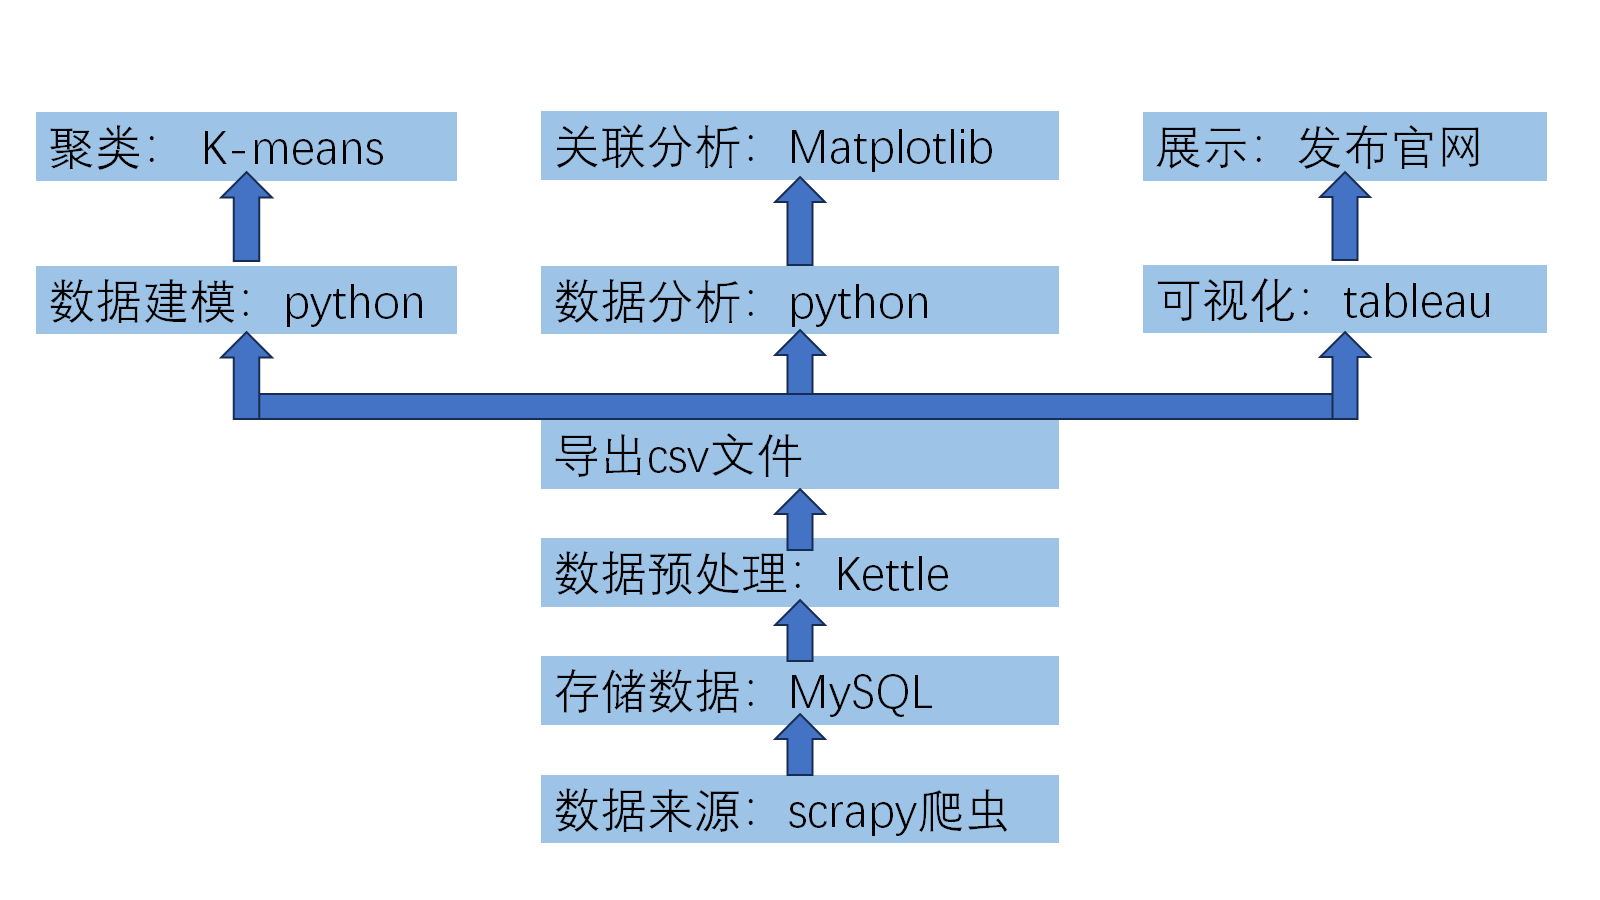 聚类： K-means
关联分析：Matplotlib
展示：发布官网
数据建模：python
数据分析：python
可视化：tableau
导出csv文件
数据预处理：Kettle
存储数据：MySQL
数据来源：scrapy爬虫